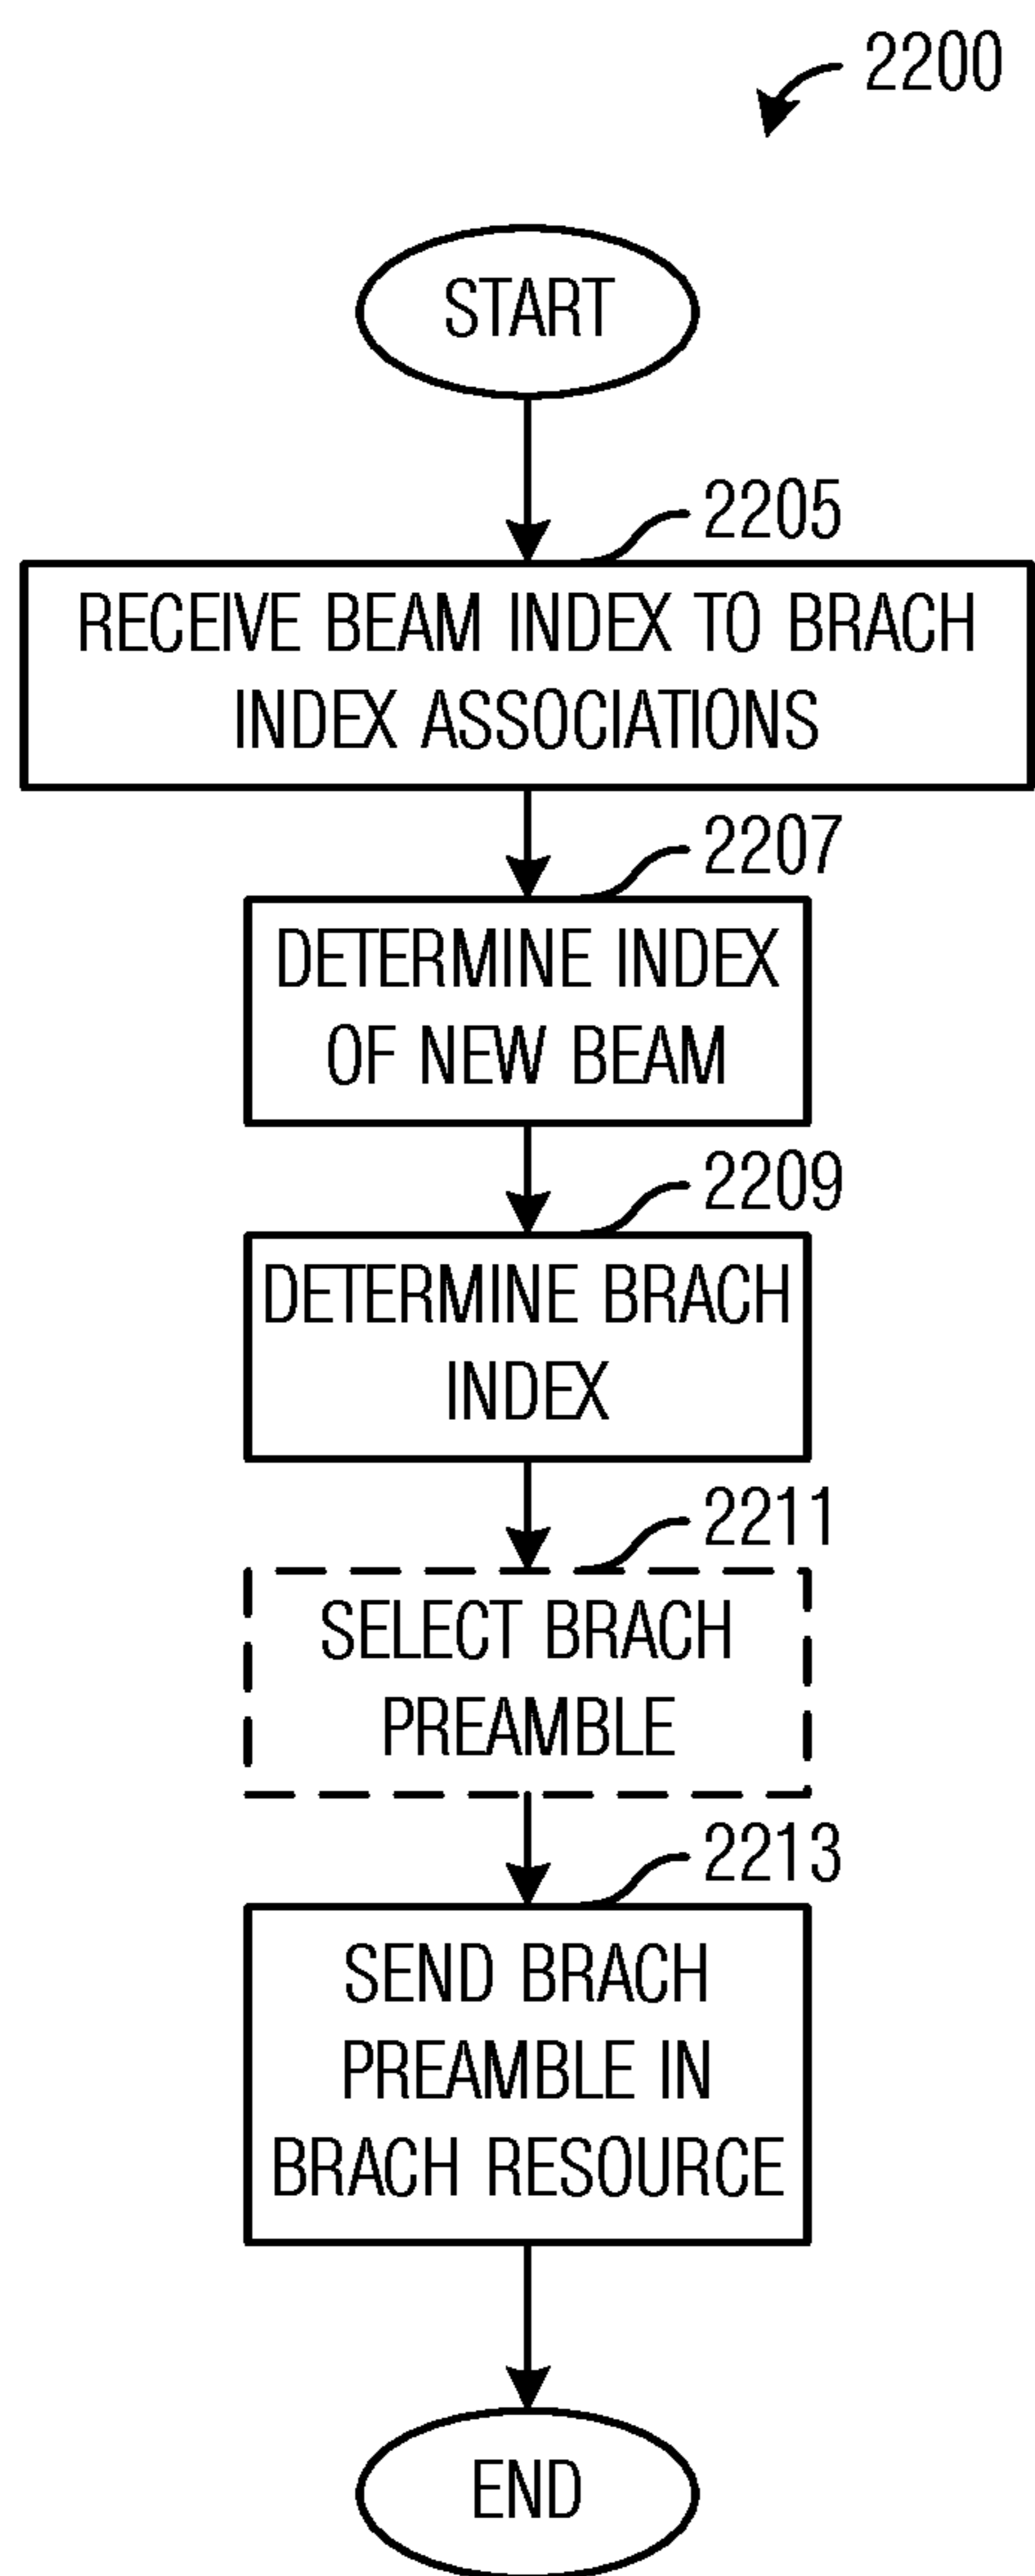 2200
START
2205
RECEIVE BEAM INDEX TO BRACH
INDEX ASSOCIATIONS
2207
DETERMINE INDEX
OF NEW BEAM
2209
DETERMINE BRACH
INDEX
2211
SELECT BRACH
PREAMBLE
2213
SEND BRACH
PREAMBLE IN
BRACH RESOURCE
END